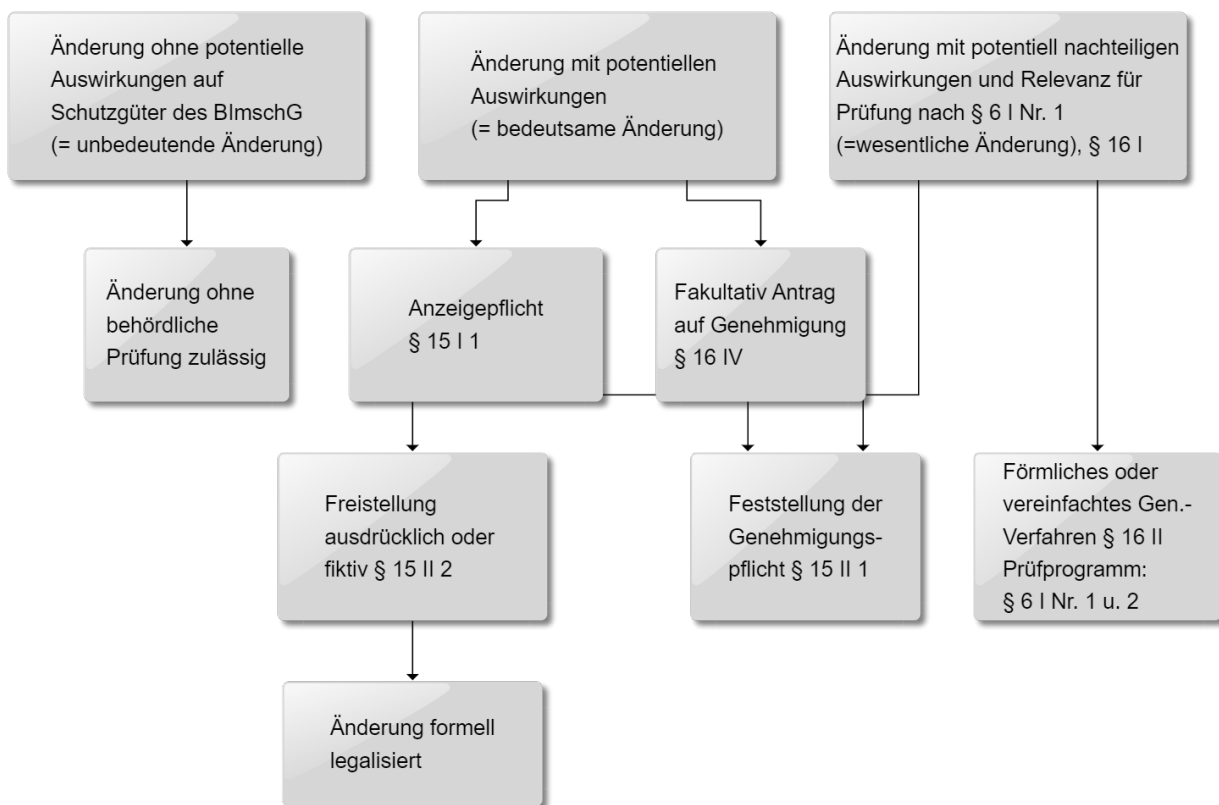 Änderung ohne potentielle
Auswirkungen auf
Schutzgüter des BImschG
(= unbedeutende Änderung)
Änderung mit potentiellen
Auswirkungen
(= bedeutsame Änderung)
Änderung mit potentiell nachteiligen
Auswirkungen und Relevanz für
Prüfung nach § 6 I Nr. 1
(=wesentliche Änderung), § 16 I
Änderung ohne
behördliche
Prüfung zulässig
Anzeigepflicht
§ 15 I 1
Fakultativ Antrag
auf Genehmigung
§ 16 IV
Freistellung
ausdrücklich oder
fiktiv § 15 II 2
Feststellung der
Genehmigungs-
pflicht § 15 II 1
Förmliches oder
vereinfachtes Gen.-
Verfahren § 16 II
Prüfprogramm:
§ 6 I Nr. 1 u. 2
Änderung formell
legalisiert